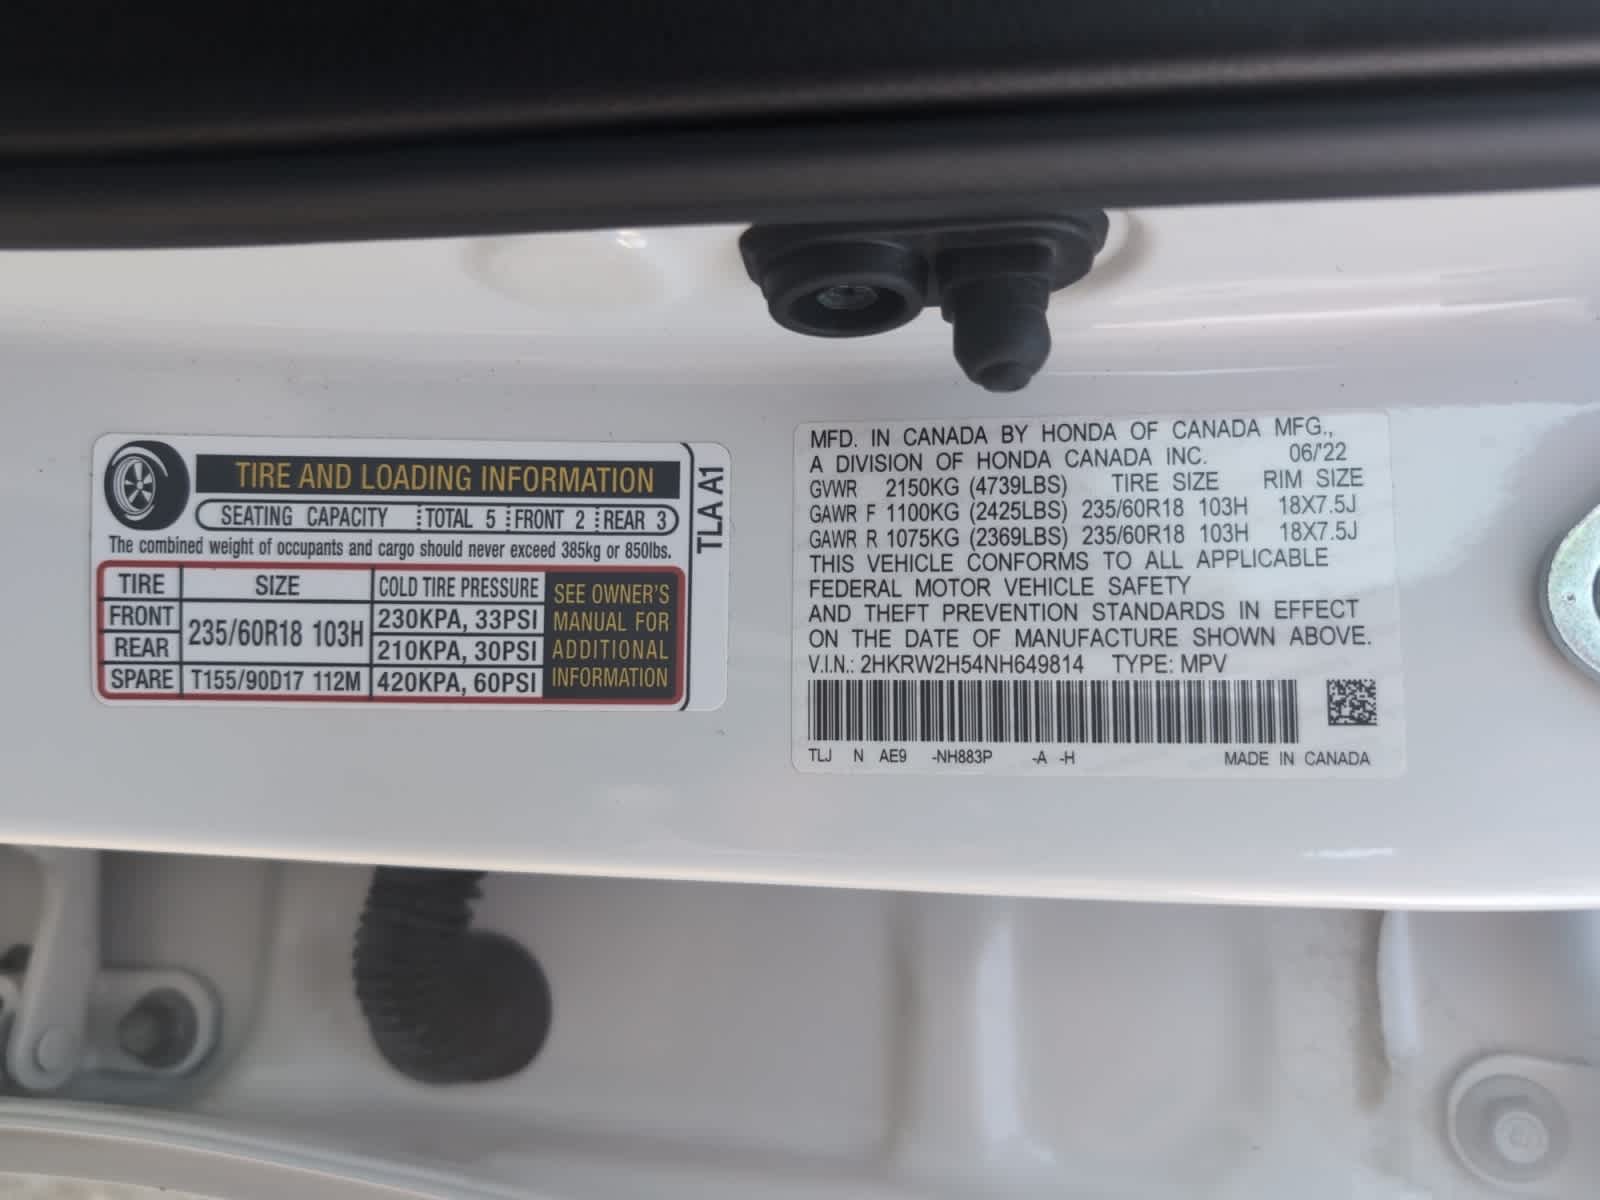 TIRE AND LOADING INFORMATION
SEATING CAPACITY TOTAL 5 FRONT 2 REAR 3
The combined weight of occupants and cargo should never exceed 385kg or 850lbs.
TIRE SIZE COLD TIRE PRESSURE
FRONT 235/60R18 103H 230KPA, 33PSI
REAR 210KPA, 30PSI
SPARE T155/90D17 112M 420KPA, 60PSI
SEE OWNER'S
MANUAL FOR
ADDITIONAL
INFORMATION
TLA A1
MFD. IN CANADA BY HONDA OF CANADA MFG.,
A DIVISION OF HONDA CANADA INC. 06/'22
GVWR 2150KG (4739LBS) TIRE SIZE RIM SIZE
GAWR F 1100KG (2425LBS) 235/60R18 103H 18X7.5J
GAWR R 1075KG (2369LBS) 235/60R18 103H 18X7.5J
THIS VEHICLE CONFORMS TO ALL APPLICABLE
FEDERAL MOTOR VEHICLE SAFETY
AND THEFT PREVENTION STANDARDS IN EFFECT
ON THE DATE OF MANUFACTURE SHOWN ABOVE.
V.I.N.: 2HKRW2H54NH649814 TYPE: MPV
TLJ N AE9 -NH883P -A -H MADE IN CANADA